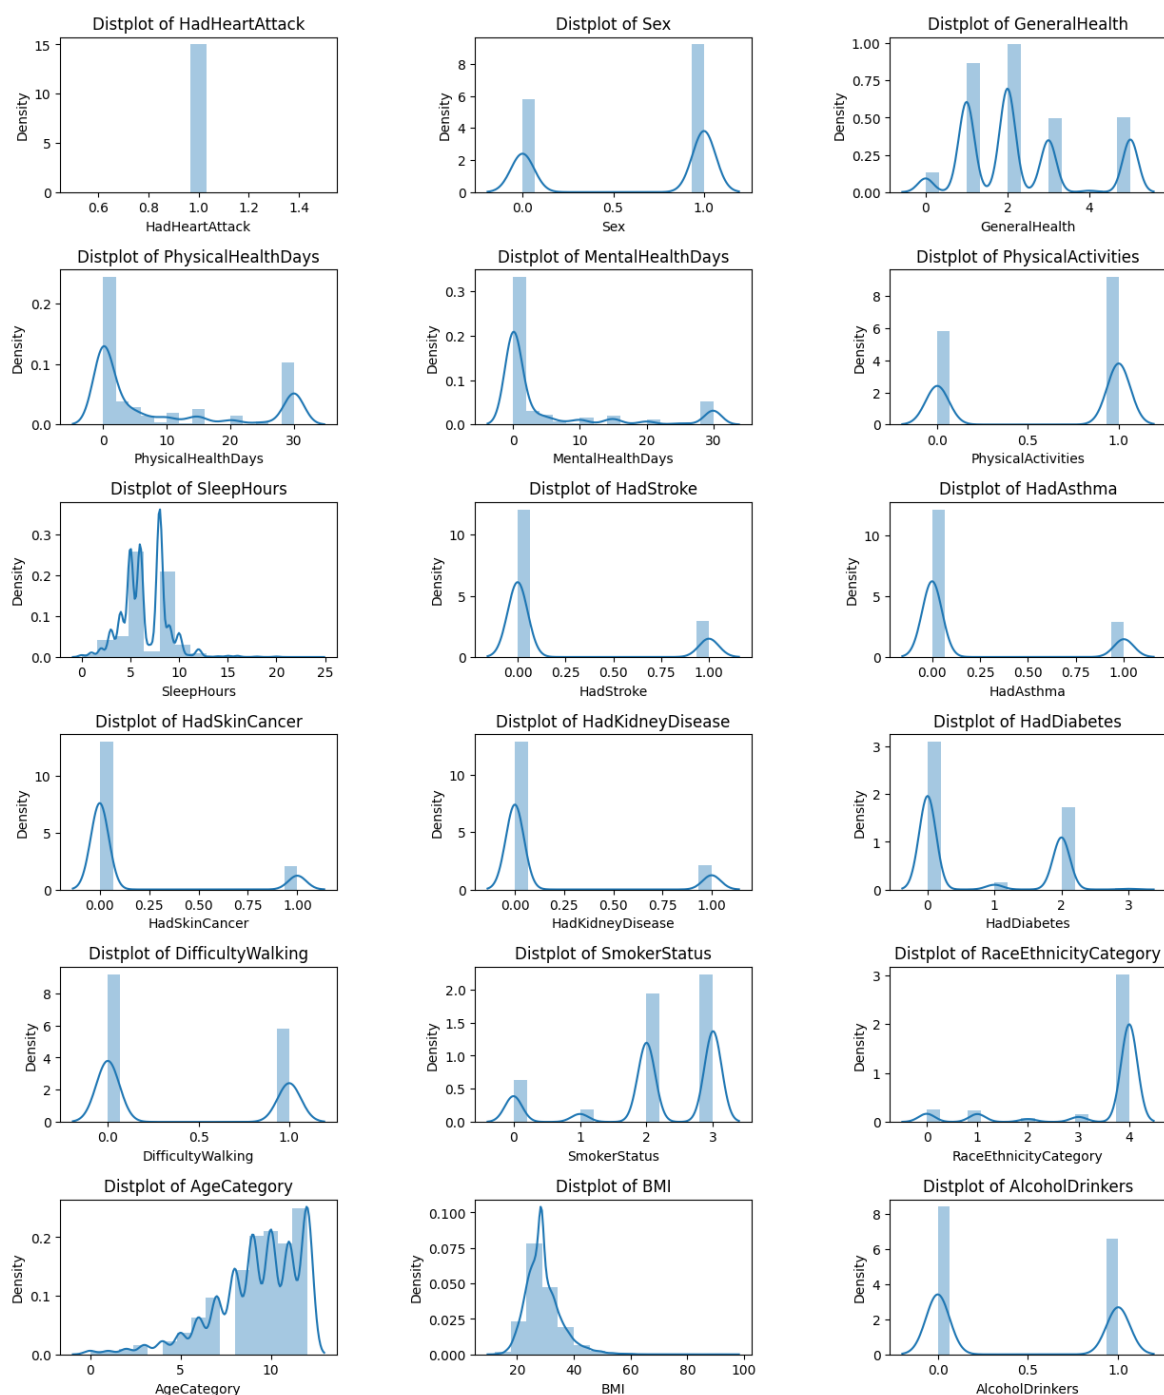 Distplot of HadHeartAttack
15
10
5
0
Density
0.6 0.8 1.0 1.2 1.4
HadHeartAttack
Distplot of Sex
8
6
4
2
0
Density
0.0 0.5 1.0
Sex
Distplot of GeneralHealth
1.00
0.75
0.50
0.25
0.00
Density
0 2 4
GeneralHealth
Distplot of PhysicalHealthDays
0.2
0.1
0.0
Density
0 10 20 30
PhysicalHealthDays
Distplot of MentalHealthDays
0.3
0.2
0.1
0.0
Density
0 10 20 30
MentalHealthDays
Distplot of PhysicalActivities
8
6
4
2
0
Density
0.0 0.5 1.0
PhysicalActivities
Distplot of SleepHours
0.3
0.2
0.1
0.0
Density
0 5 10 15 20 25
SleepHours
Distplot of HadStroke
10
5
0
Density
0.00 0.25 0.50 0.75 1.00
HadStroke
Distplot of HadAsthma
10
5
0
Density
0.00 0.25 0.50 0.75 1.00
HadAsthma
Distplot of HadSkinCancer
10
5
0
Density
0.00 0.25 0.50 0.75 1.00
HadSkinCancer
Distplot of HadKidneyDisease
10
5
0
Density
0.00 0.25 0.50 0.75 1.00
HadKidneyDisease
Distplot of HadDiabetes
3
2
1
0
Density
0 1 2 3
HadDiabetes
Distplot of DifficultyWalking
8
6
4
2
0
Density
0.0 0.5 1.0
DifficultyWalking
Distplot of SmokerStatus
2.0
1.5
1.0
0.5
0.0
Density
0 1 2 3
SmokerStatus
Distplot of RaceEthnicityCategory
3
2
1
0
Density
0 1 2 3 4
RaceEthnicityCategory
Distplot of AgeCategory
0.2
0.1
0.0
Density
0 5 10
AgeCategory
Distplot of BMI
0.100
0.075
0.050
0.025
0.000
Density
20 40 60 80 100
BMI
Distplot of AlcoholDrinkers
8
6
4
2
0
Density
0.0 0.5 1.0
AlcoholDrinkers